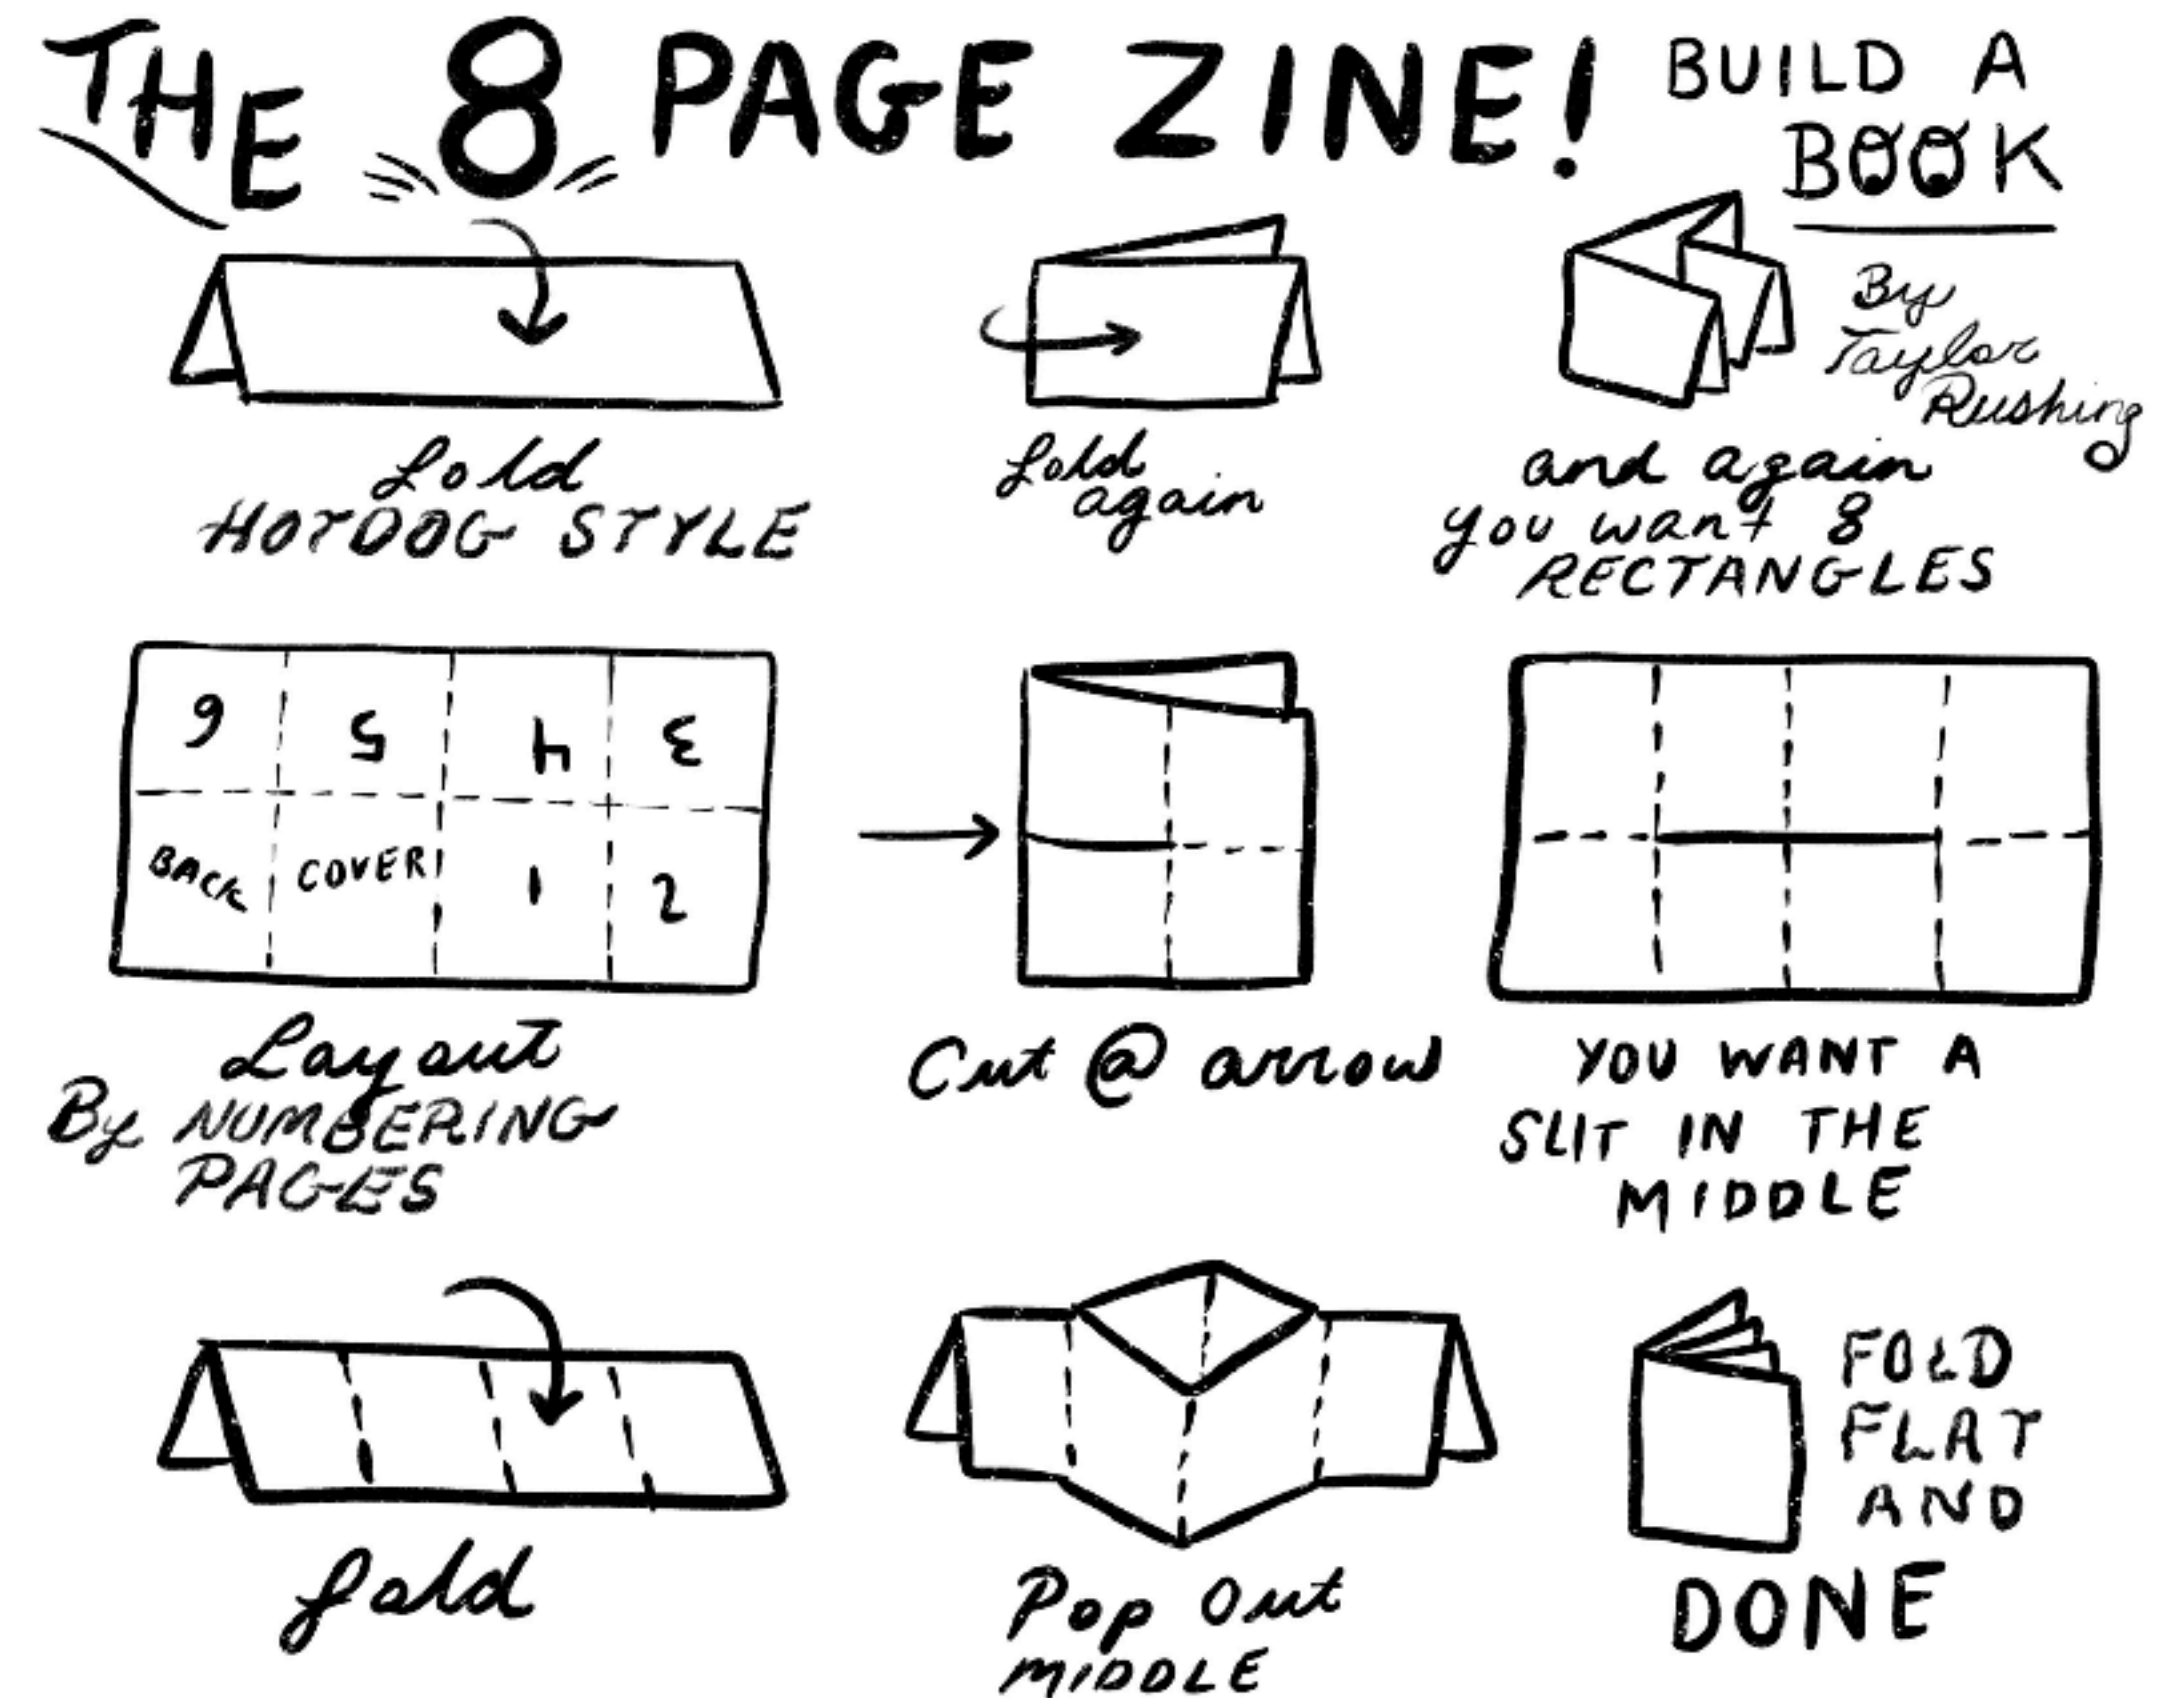 THE 8 PAGE ZINE!
BUILD A
BOOK
By
Taylor
Rushing
fold
HOTDOG STYLE
fold
again
and again
you want 8
RECTANGLES
6 5 4 3
BACK COVER 1 2
Layout
By NUMBERING
PAGES
Cut @ arrow
YOU WANT A
SLIT IN THE
MIDDLE
fold
Pop Out
MIDDLE
FOLD
FLAT
AND
DONE